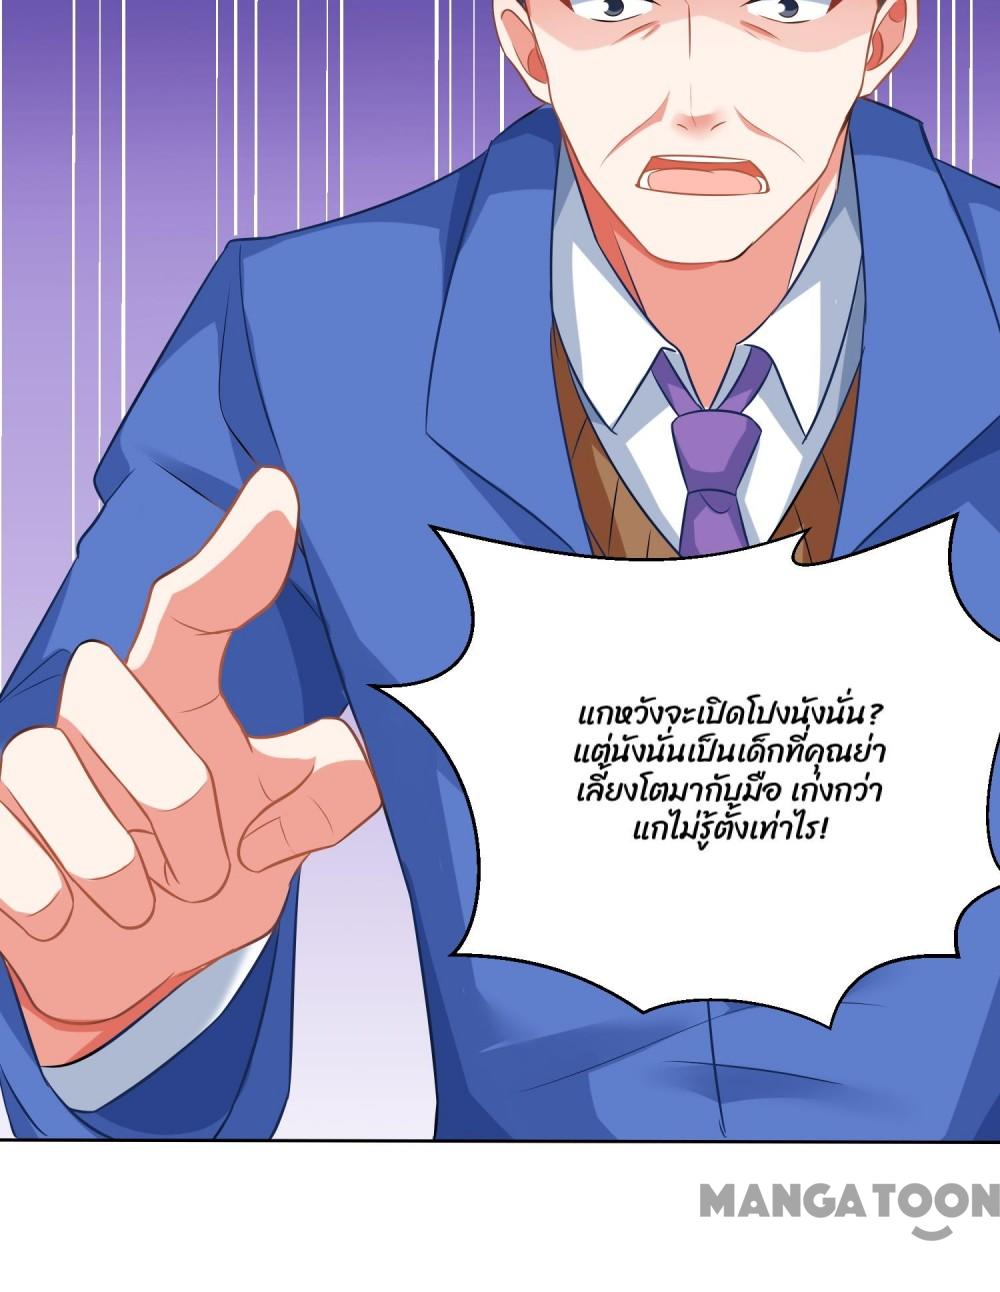 แกหวังจะเปิดโปงนังนั่น?
แต่นังนั่นเป็นเด็กที่คุณย่า
เลี้ยงโตมากับมือ เก่งกว่า
แกไม่รู้ตั้งเท่าไร!
MANGATOON